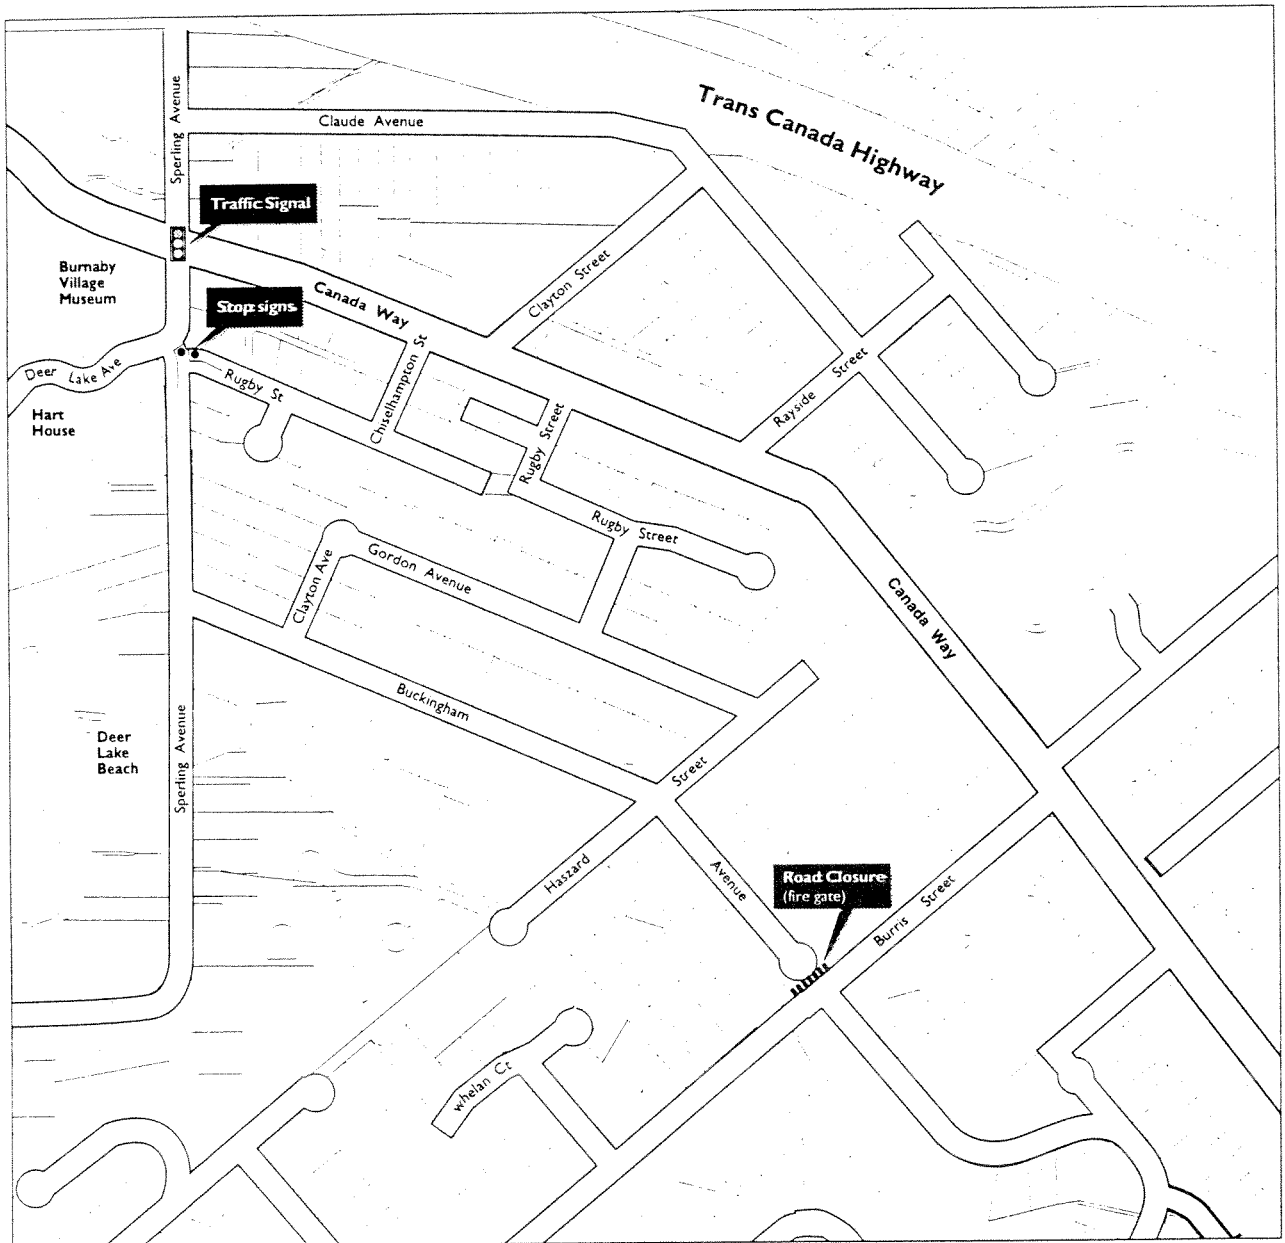 Trans Canada Highway
Claude Avenue
Sperling Avenue
Traffic Signal
Burnaby
Village
Museum
Stop signs
Canada Way
Clayton Street
Deer Lake Ave
Rugby St
Chiselhampton St
Rugby Street
Rayside Street
Hart
House
Rugby Street
Clayton Ave
Gordon Avenue
Canada Way
Buckingham
Deer
Lake
Beach
Sperling Avenue
Street
Haszard
Avenue
Road Closure
(fire gate)
Burris Street
Whelan Ct